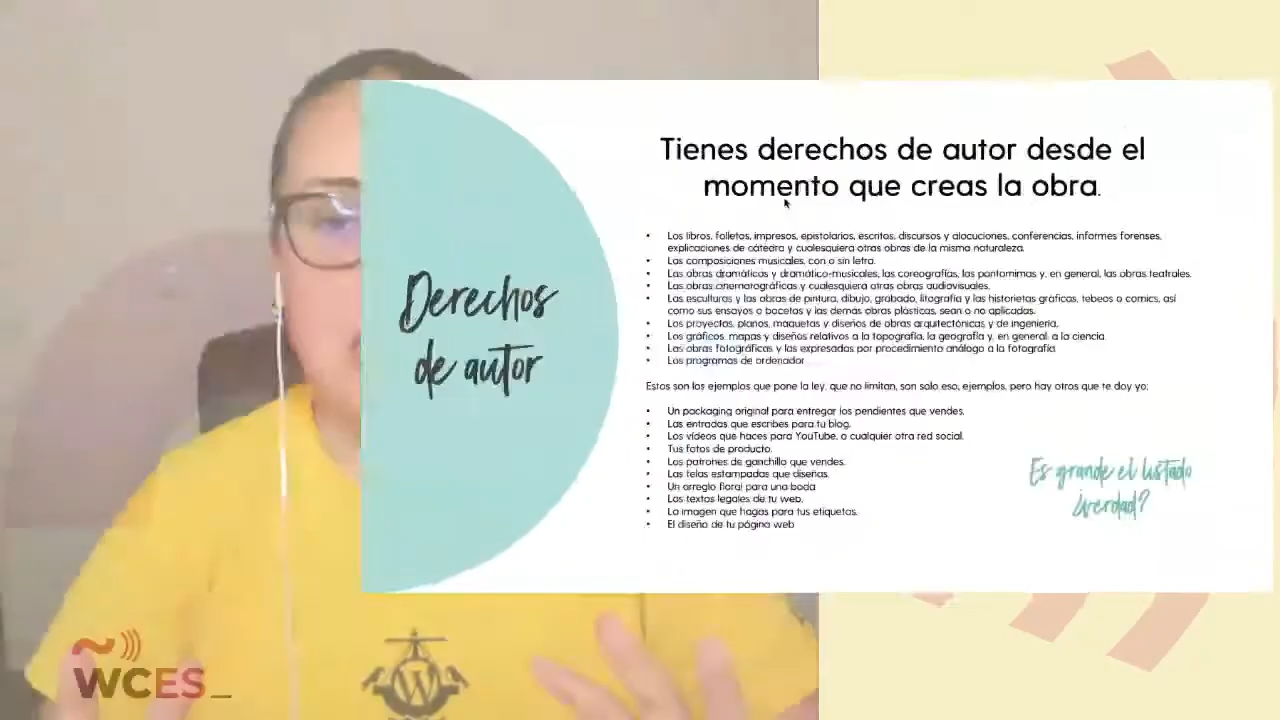 Derechos
de autor
Tienes derechos de autor desde el
momento que creas la obra.
• Los libros, folletos, impresos, epistolarios, escritos, discursos y alocuciones, conferencias, informes forenses,
explicaciones de cátedra y cualesquiera otras obras de la misma naturaleza.
• Las composiciones musicales, con o sin letra.
• Las obras dramáticas y dramático-musicales, las coreografías, las pantomimas y, en general, las obras teatrales.
• Las obras cinematográficas y cualesquiera otras obras audiovisuales.
• Las esculturas y las obras de pintura, dibujo, grabado, litografía y las historietas gráficas, tebeos o comics, así
como sus ensayos o bocetos y las demás obras plásticas, sean o no aplicadas.
• Los proyectos, planos, maquetas y diseños de obras arquitectónicas y de ingeniería.
• Los gráficos, mapas y diseños relativos a la topografía, la geografía y, en general, a la ciencia.
• Las obras fotográficas y las expresadas por procedimiento análogo a la fotografía
• Los programas de ordenador
Estos son los ejemplos que pone la ley, que no limitan, son solo eso, ejemplos, pero hay otros que te doy yo:
• Un packaging original para entregar los pendientes que vendes.
• Las entradas que escribes para tu blog.
• Los vídeos que haces para YouTube, o cualquier otra red social.
• Tus fotos de producto.
• Los patrones de ganchillo que vendes.
• Las telas estampadas que diseñas.
• Un arreglo floral para una boda
• Los textos legales de tu web.
• La imagen que hagas para tus etiquetas.
• El diseño de tu página web
Es grande el listado
¿verdad?
WCES_